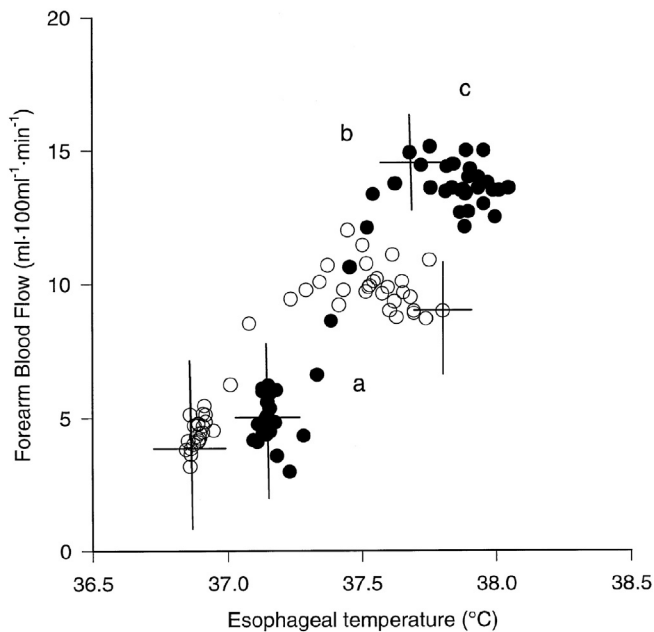 20
c
b
15
Forearm Blood Flow (ml·100ml⁻¹·min⁻¹)
10
a
5
0
36.5 37.0 37.5 38.0 38.5
Esophageal temperature (°C)